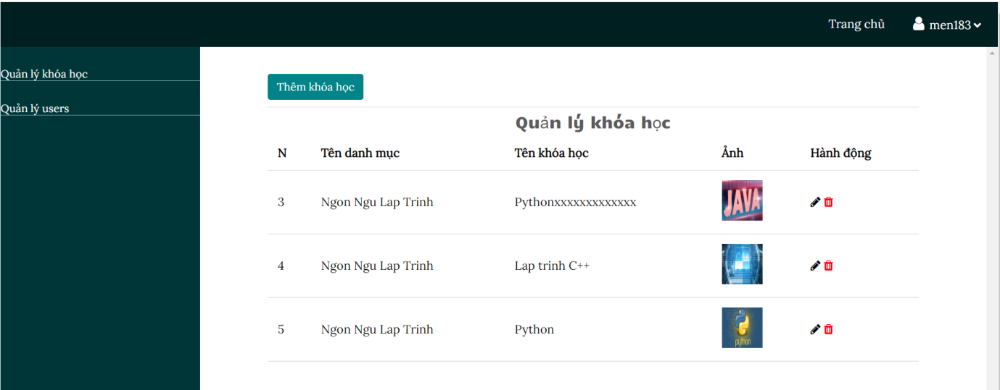 Trang chủ men183
Quản lý khóa học
Thêm khóa học
Quản lý users
Quản lý khóa học
N Tên danh mục Tên khóa học Ảnh Hành động
3 Ngon Ngu Lap Trinh Pythonxxxxxxxxxxxxx JAVA
4 Ngon Ngu Lap Trinh Lap trinh C++
5 Ngon Ngu Lap Trinh Python python